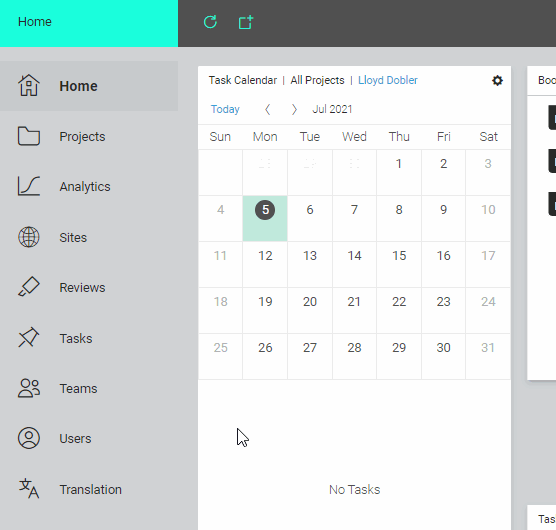 Home
Home
Projects
Analytics
Sites
Reviews
Tasks
Teams
Users
Translation
Task Calendar | All Projects | Lloyd Dobler
Today Jul 2021
Sun Mon Tue Wed Thu Fri Sat
1 2 3
4 5 6 7 8 9 10
11 12 13 14 15 16 17
18 19 20 21 22 23 24
25 26 27 28 29 30 31
No Tasks
Boo
Tas